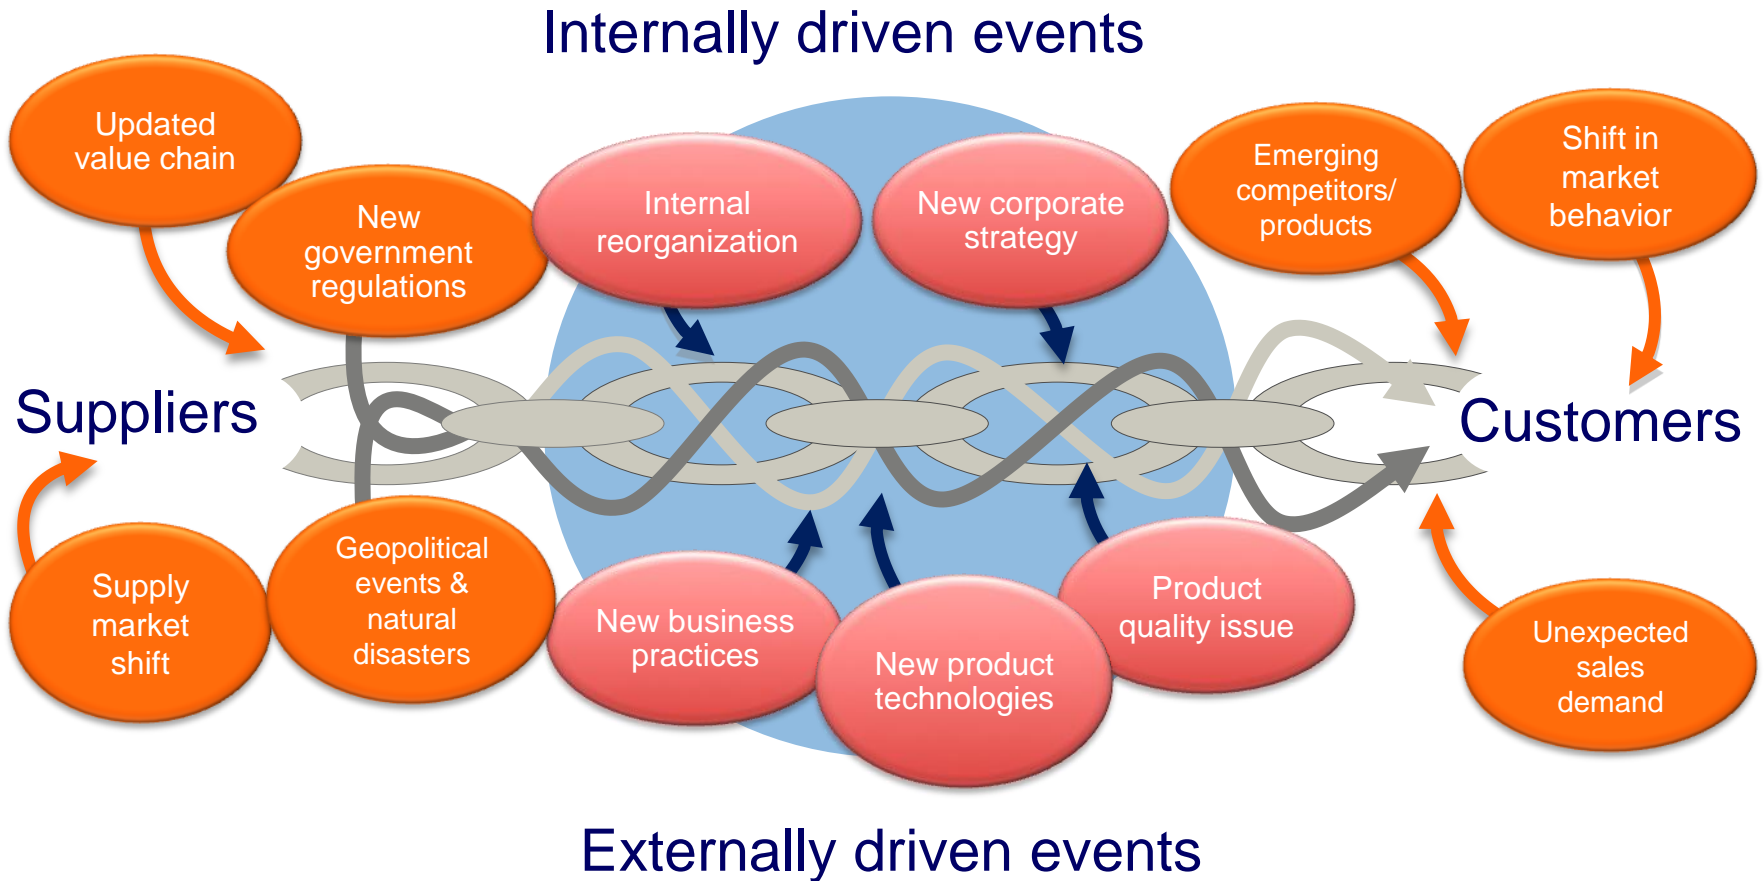 Internally driven events
Updated
value chain
New
government
regulations
Internal
reorganization
New corporate
strategy
Emerging
competitors/
products
Shift in
market
behavior
Suppliers
Customers
Supply
market
shift
Geopolitical
events &
natural
disasters
New business
practices
New product
technologies
Product
quality issue
Unexpected
sales
demand
Externally driven events